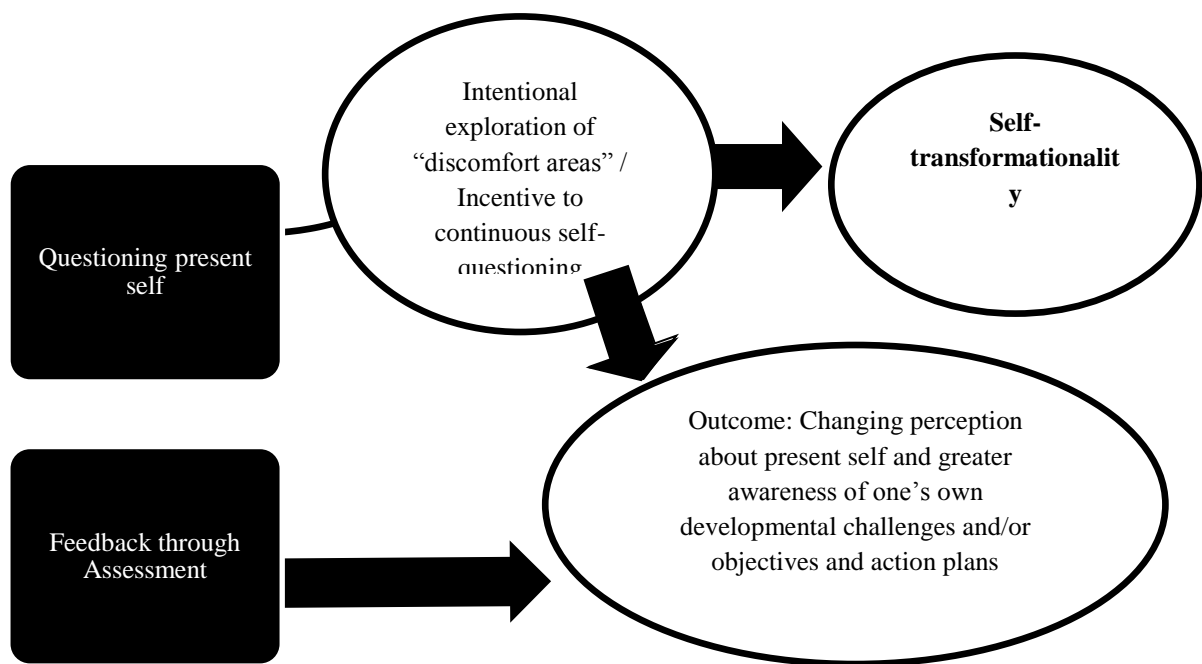 Intentional
exploration of
“discomfort areas” /
Incentive to
continuous self-
questioning
Self-
transformationalit
y
Questioning present
self
Outcome: Changing perception
about present self and greater
awareness of one’s own
developmental challenges and/or
objectives and action plans
Feedback through
Assessment